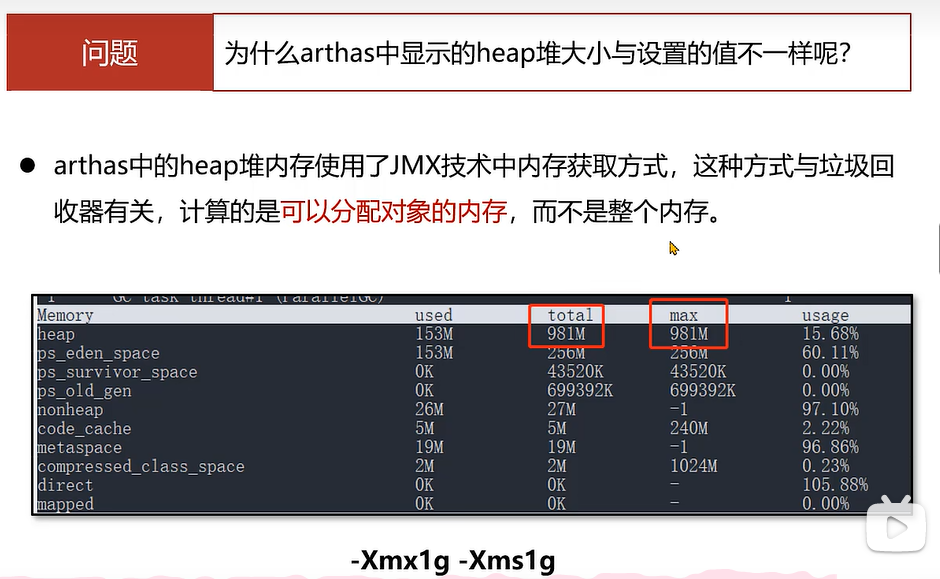 问题
为什么arthas中显示的heap堆大小与设置的值不一样呢？
● arthas中的heap堆内存使用了JMX技术中内存获取方式，这种方式与垃圾回
收器有关，计算的是可以分配对象的内存，而不是整个内存。
GC task thread#1 (ParallelGC)
Memory used total max usage
heap 153M 981M 981M 15.68%
ps_eden_space 153M 256M 256M 60.11%
ps_survivor_space 0K 43520K 43520K 0.00%
ps_old_gen 0K 699392K 699392K 0.00%
nonheap 26M 27M -1 97.10%
code_cache 5M 5M 240M 2.22%
metaspace 19M 19M -1 96.86%
compressed_class_space 2M 2M 1024M 0.23%
direct 0K 0K - 105.88%
mapped 0K 0K - 0.00%
-Xmx1g -Xms1g